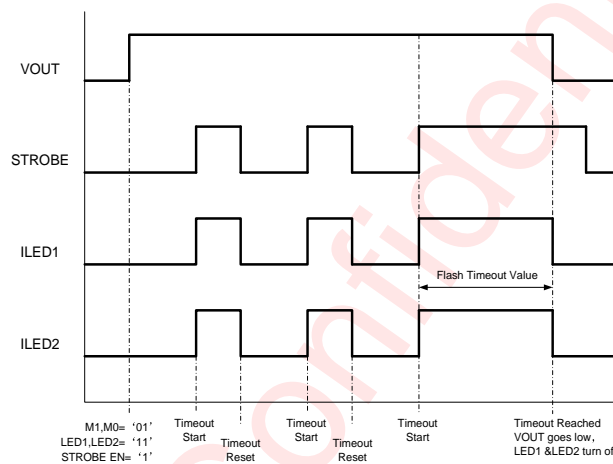 VOUT
STROBE
ILED1
Flash Timeout Value
ILED2
M1,M0= ‘01’
LED1,LED2= ‘11’
STROBE EN= ‘1’
Timeout
Start
Timeout
Reset
Timeout
Start
Timeout
Reset
Timeout
Start
Timeout Reached
VOUT goes low,
LED1 &LED2 turn of
Confiden